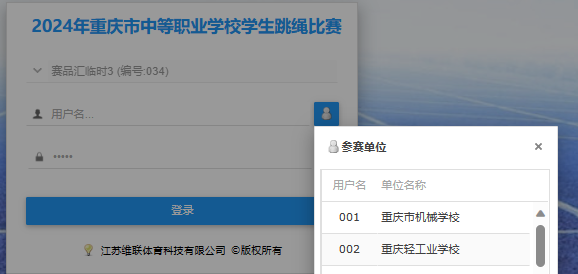 2024年重庆市中等职业学校学生跳绳比赛
赛品汇临时3 (编号:034)
用户名...
•••••
登录
江苏维联体育科技有限公司 ©版权所有
参赛单位 ×
用户名 单位名称
001 重庆市机械学校
002 重庆轻工业学校